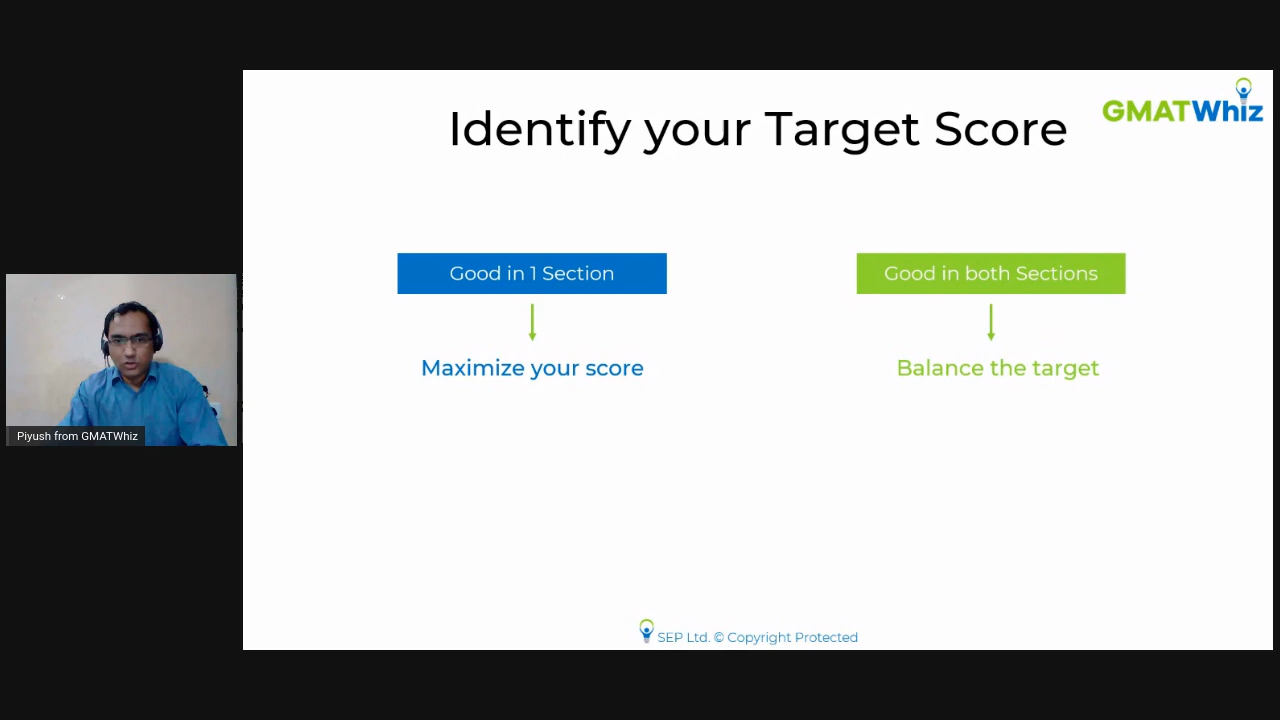 Identify your Target Score
GMATWhiz
Good in 1 Section
Good in both Sections
Maximize your score
Balance the target
Piyush from GMATWhiz
SEP Ltd. © Copyright Protected